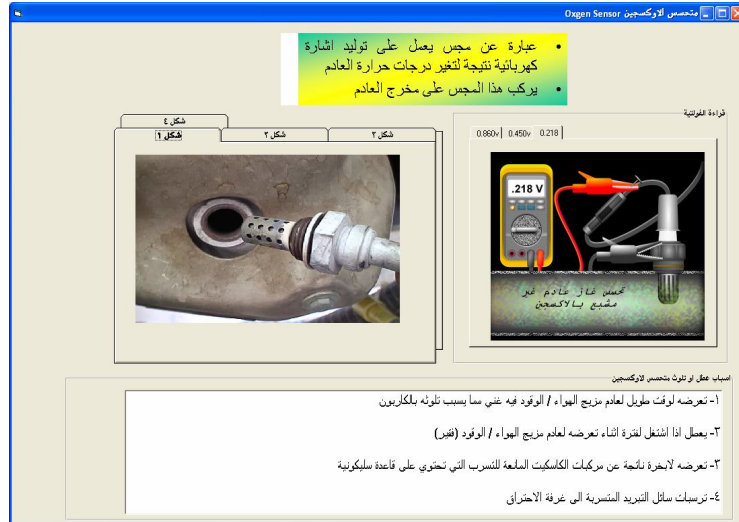 متحسس الاوكسجين Oxgen Sensor
• عبارة عن مجس يعمل على توليد اشارة
كهربائية نتيجة لتغير درجات حرارة العادم
• يركب هذا المجس على مخرج العادم
قراءة الفولتية
0.860v 0.450v 0.218
.218 V
تحسس غاز عادم غير
مشبع بالاكسجن
شكل ٤
شكل ١ شكل ٢ شكل ٣
اسباب عطل او تلوث متحسس الاوكسجين
١- تعرضه لوقت طويل لعادم مزيج الهواء / الوقود فيه غني مما يسبب تلوثه بالكاربون
٢- يعطل اذا اشتغل لفترة اثناء تعرضه لعادم مزيج الهواء / الوقود (فقير)
٣- تعرضه لابخرة ناتجة عن مركبات الكاسكيت المانعة للتسرب التي تحتوي على قاعدة سليكونية
٤- ترسبات سائل التبريد المتسربة الى غرفة الاحتراق